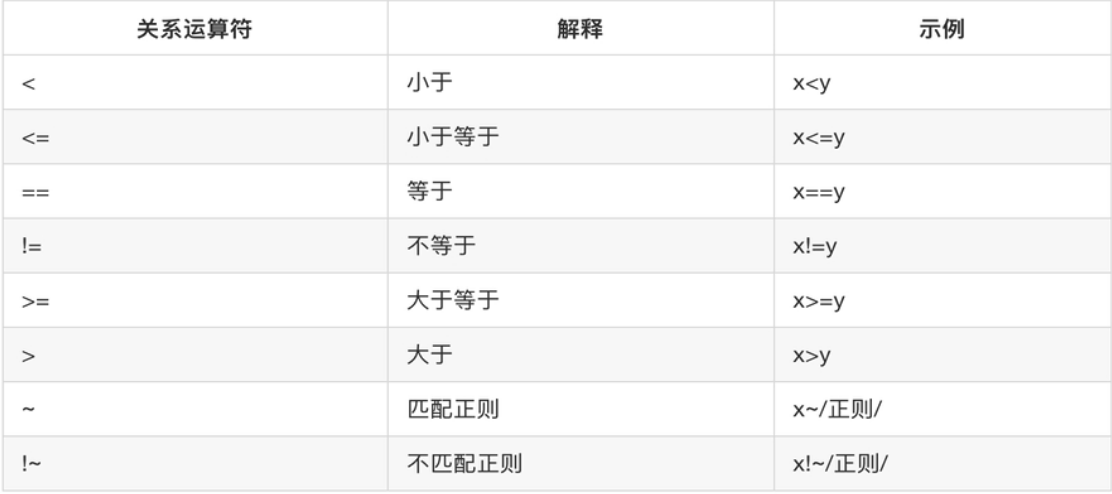 关系运算符 解释 示例
< 小于 x<y
<= 小于等于 x<=y
== 等于 x==y
!= 不等于 x!=y
>= 大于等于 x>=y
> 大于 x>y
~ 匹配正则 x~/正则/
!~ 不匹配正则 x!~/正则/